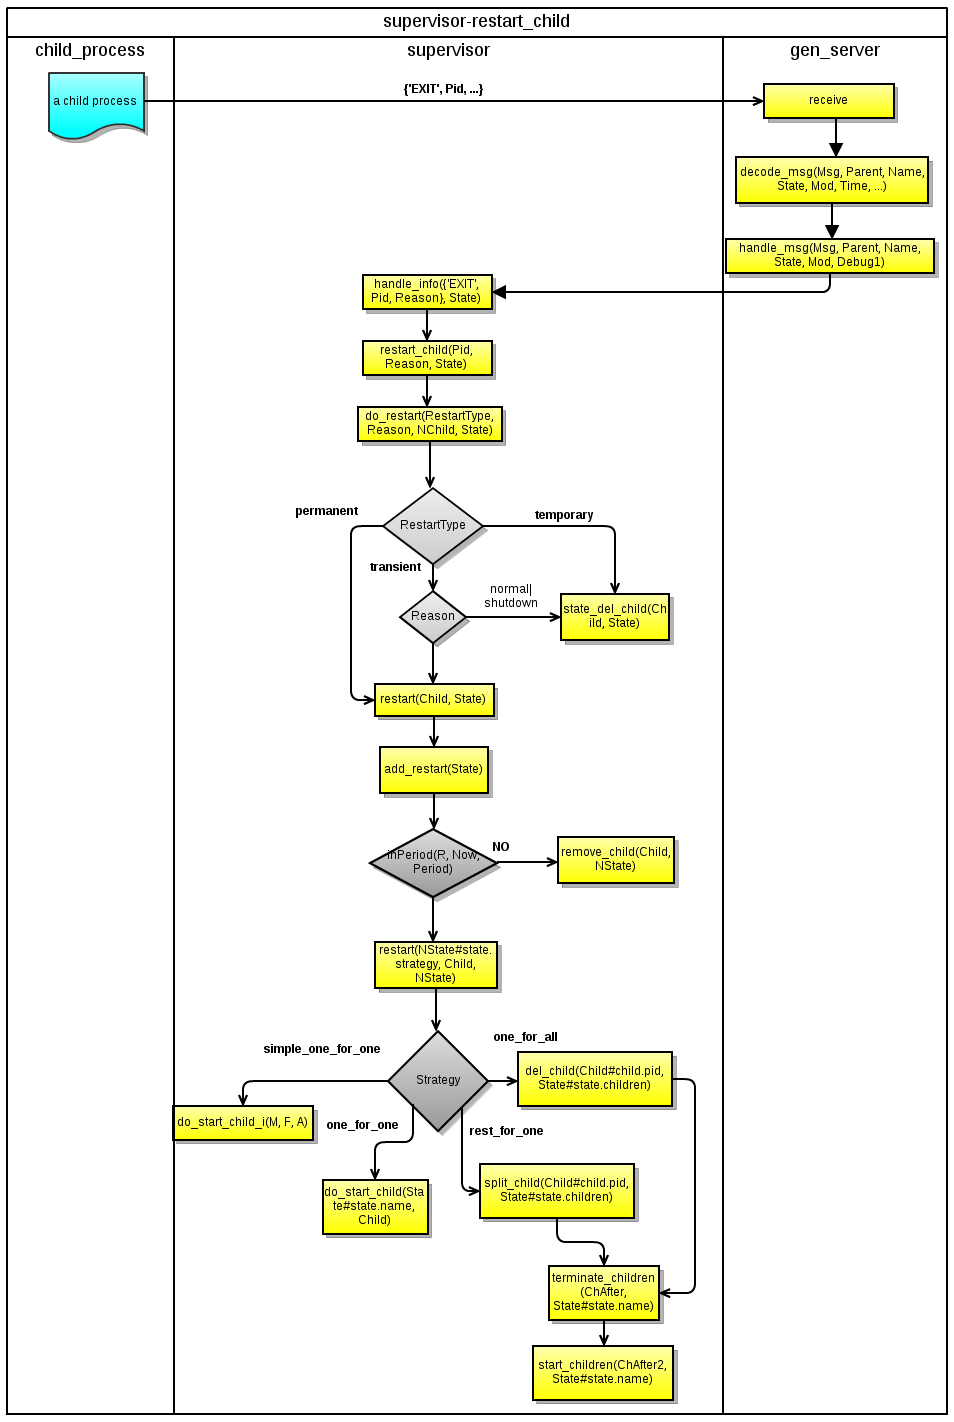 supervisor-restart_child
child_process
supervisor
gen_server
a child process
{'EXIT', Pid, ...}
receive
decode_msg(Msg, Parent, Name,
State, Mod, Time, ...)
handle_msg(Msg, Parent, Name,
State, Mod, Debug1)
handle_info({'EXIT',
Pid, Reason}, State)
restart_child(Pid,
Reason, State)
do_restart(RestartType,
Reason, NChild, State)
permanent
RestartType
temporary
transient
Reason
normal|
shutdown
state_del_child(Ch
ild, State)
restart(Child, State)
add_restart(State)
inPeriod(R, Now,
Period)
NO
remove_child(Child,
NState)
restart(NState#state.
strategy, Child,
NState)
simple_one_for_one
Strategy
one_for_all
del_child(Child#child.pid,
State#state.children)
do_start_child_i(M, F, A)
one_for_one
rest_for_one
do_start_child(Sta
te#state.name,
Child)
split_child(Child#child.pid,
State#state.children)
terminate_children
(ChAfter,
State#state.name)
start_children(ChAfter2,
State#state.name)